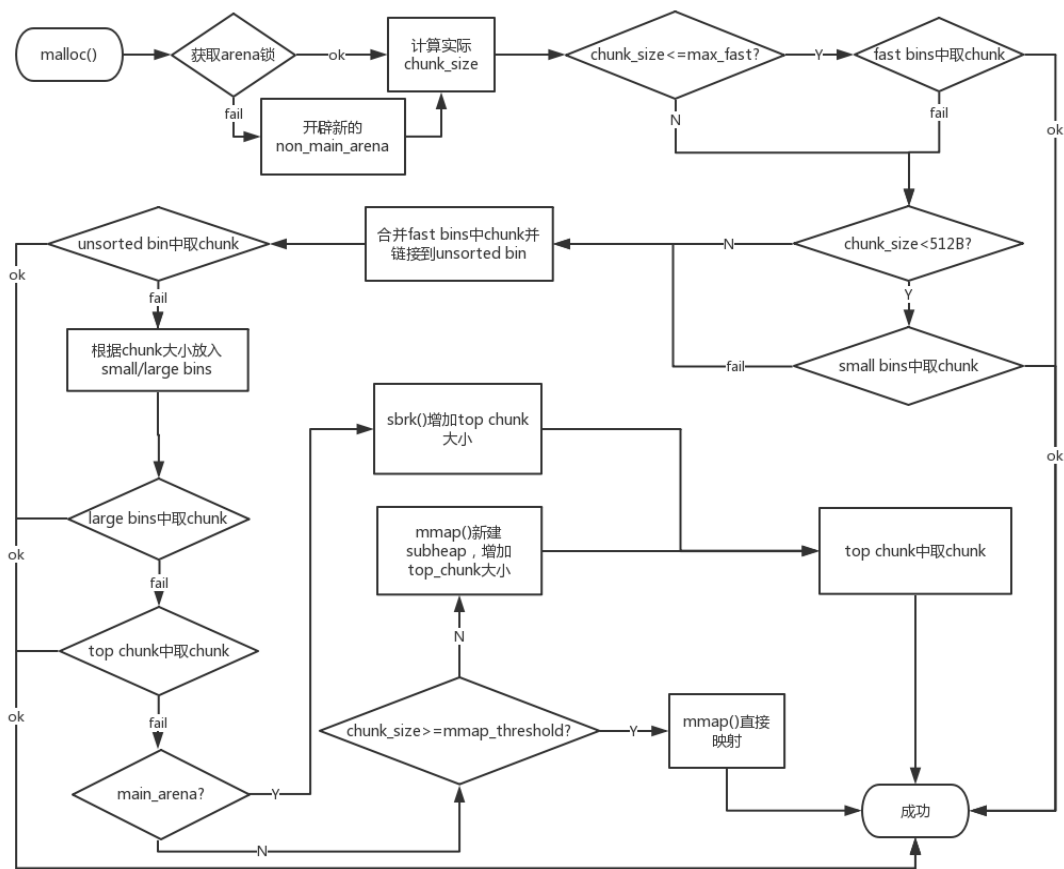 malloc()
获取arena锁
ok
计算实际
chunk_size
chunk_size<=max_fast?
Y
fast bins中取chunk
fail
开辟新的
non_main_arena
N
fail
ok
unsorted bin中取chunk
合并fast bins中chunk并
链接到unsorted bin
N
chunk_size<512B?
ok
fail
Y
根据chunk大小放入
small/large bins
fail
small bins中取chunk
sbrk()增加top chunk
大小
ok
large bins中取chunk
mmap()新建
subheap，增加
top_chunk大小
top chunk中取chunk
ok
fail
top chunk中取chunk
N
ok
fail
chunk_size>=mmap_threshold?
Y
mmap()直接
映射
main_arena?
Y
成功
N